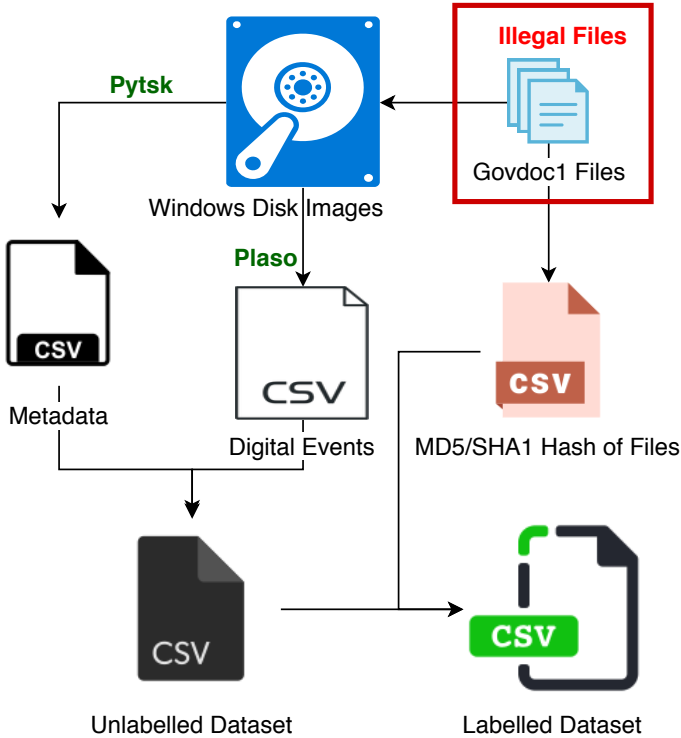 Illegal Files
Pytsk
Govdoc1 Files
Windows Disk Images
Plaso
CSV
CSV
CSV
Metadata
Digital Events
MD5/SHA1 Hash of Files
CSV
CSV
Unlabelled Dataset
Labelled Dataset